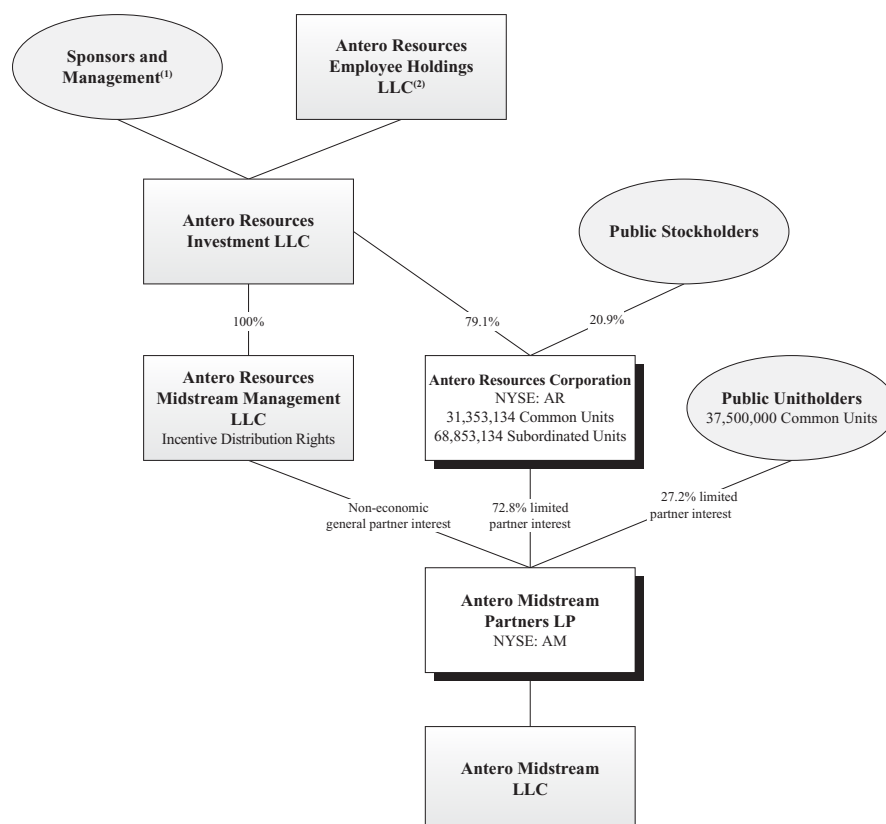 Sponsors and
Management(1)
Antero Resources
Employee Holdings
LLC(2)
Antero Resources
Investment LLC
Public Stockholders
100%
79.1%
20.9%
Antero Resources
Midstream Management
LLC
Incentive Distribution Rights
Antero Resources Corporation
NYSE: AR
31,353,134 Common Units
68,853,134 Subordinated Units
Public Unitholders
37,500,000 Common Units
Non-economic
general partner interest
72.8% limited
partner interest
27.2% limited
partner interest
Antero Midstream
Partners LP
NYSE: AM
Antero Midstream
LLC